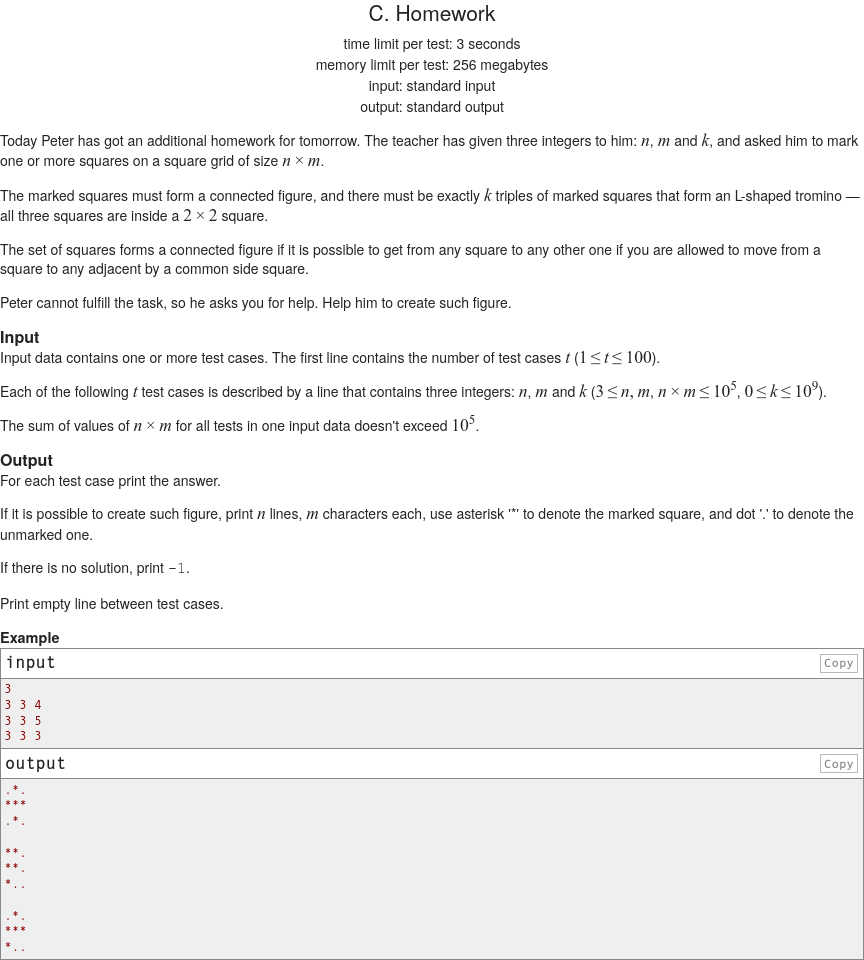 C. Homework
time limit per test: 3 seconds
memory limit per test: 256 megabytes
input: standard input
output: standard output
Today Peter has got an additional homework for tomorrow. The teacher has given three integers to him: n, m and k, and asked him to mark
one or more squares on a square grid of size n × m.
The marked squares must form a connected figure, and there must be exactly k triples of marked squares that form an L-shaped tromino —
all three squares are inside a 2 × 2 square.
The set of squares forms a connected figure if it is possible to get from any square to any other one if you are allowed to move from a
square to any adjacent by a common side square.
Peter cannot fulfill the task, so he asks you for help. Help him to create such figure.
Input
Input data contains one or more test cases. The first line contains the number of test cases t (1 ≤ t ≤ 100).
Each of the following t test cases is described by a line that contains three integers: n, m and k (3 ≤ n, m, n × m ≤ 10^5, 0 ≤ k ≤ 10^9).
The sum of values of n × m for all tests in one input data doesn't exceed 10^5.
Output
For each test case print the answer.
If it is possible to create such figure, print n lines, m characters each, use asterisk '*' to denote the marked square, and dot '.' to denote the
unmarked one.
If there is no solution, print −1.
Print empty line between test cases.
Example
input
Copy
3
3 3 4
3 3 5
3 3 3
output
Copy
.*.
***
.*.

**.
**.
*..

.*.
***
*..